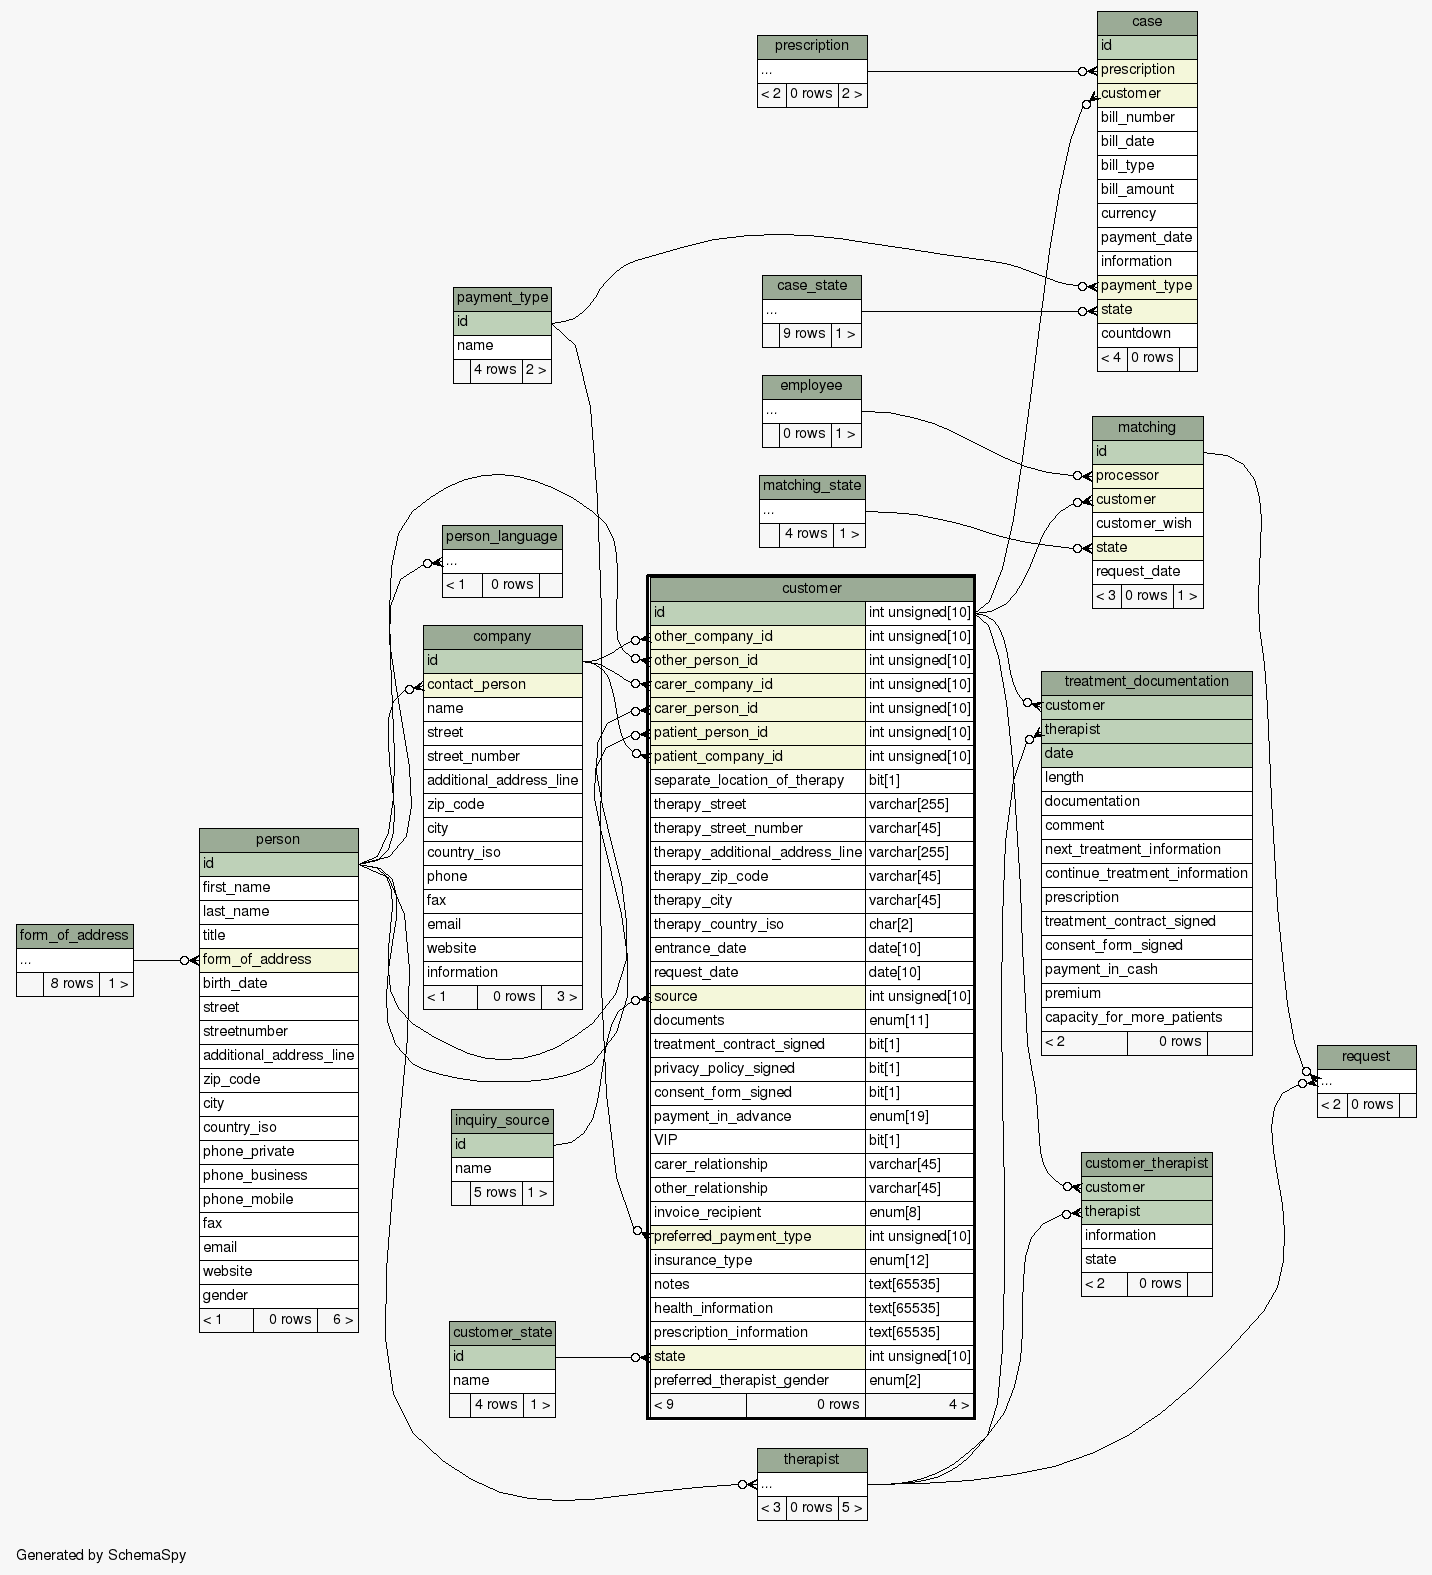 case
id
prescription
customer
bill_number
bill_date
bill_type
bill_amount
currency
payment_date
information
payment_type
state
countdown
< 4 0 rows
prescription
...
< 2 0 rows 2 >
payment_type
id
name
4 rows 2 >
case_state
...
9 rows 1 >
employee
...
0 rows 1 >
matching_state
...
4 rows 1 >
matching
id
processor
customer
customer_wish
state
request_date
< 3 0 rows 1 >
person_language
...
< 1 0 rows
company
id
contact_person
name
street
street_number
additional_address_line
zip_code
city
country_iso
phone
fax
email
website
information
< 1 0 rows 3 >
customer
id int unsigned[10]
other_company_id int unsigned[10]
other_person_id int unsigned[10]
carer_company_id int unsigned[10]
carer_person_id int unsigned[10]
patient_person_id int unsigned[10]
patient_company_id int unsigned[10]
separate_location_of_therapy bit[1]
therapy_street varchar[255]
therapy_street_number varchar[45]
therapy_additional_address_line varchar[255]
therapy_zip_code varchar[45]
therapy_city varchar[45]
therapy_country_iso char[2]
entrance_date date[10]
request_date date[10]
source int unsigned[10]
documents enum[11]
treatment_contract_signed bit[1]
privacy_policy_signed bit[1]
consent_form_signed bit[1]
payment_in_advance enum[19]
VIP bit[1]
carer_relationship varchar[45]
other_relationship varchar[45]
invoice_recipient enum[8]
preferred_payment_type int unsigned[10]
insurance_type enum[12]
notes text[65535]
health_information text[65535]
prescription_information text[65535]
state int unsigned[10]
preferred_therapist_gender enum[2]
< 9 0 rows 4 >
treatment_documentation
customer
therapist
date
length
documentation
comment
next_treatment_information
continue_treatment_information
prescription
treatment_contract_signed
consent_form_signed
payment_in_cash
premium
capacity_for_more_patients
< 2 0 rows
person
id
first_name
last_name
title
form_of_address
birth_date
street
streetnumber
additional_address_line
zip_code
city
country_iso
phone_private
phone_business
phone_mobile
fax
email
website
gender
< 1 0 rows 6 >
form_of_address
...
8 rows 1 >
request
...
< 2 0 rows
inquiry_source
id
name
5 rows 1 >
customer_therapist
customer
therapist
information
state
< 2 0 rows
customer_state
id
name
4 rows 1 >
therapist
...
< 3 0 rows 5 >
Generated by SchemaSpy